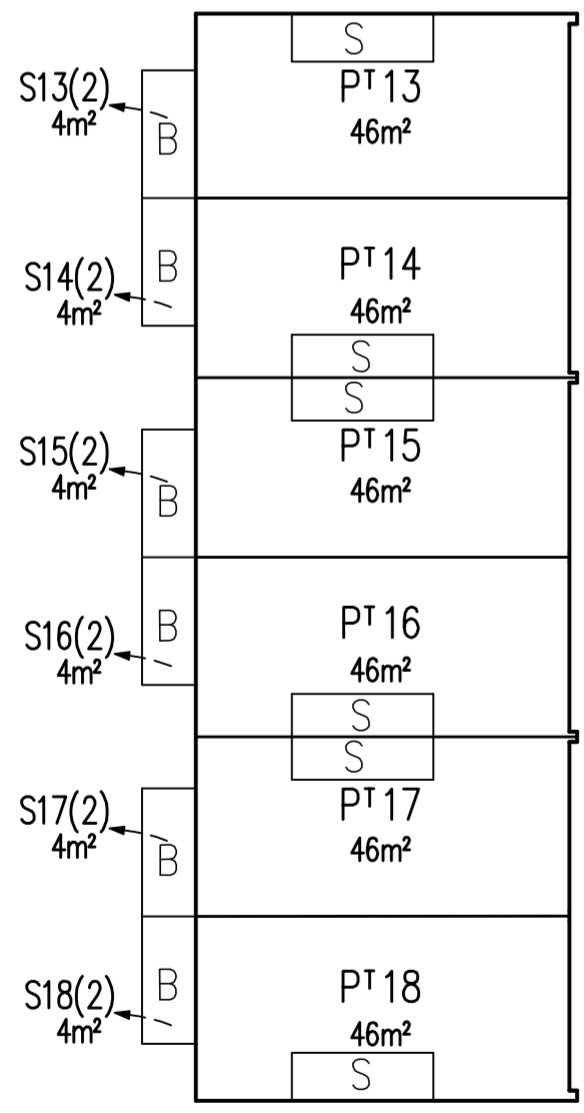 S
S13(2)
4m²
B
PT 13
46m²
S14(2)
4m²
B
PT 14
46m²
S
S
S15(2)
4m²
B
PT 15
46m²
S16(2)
4m²
B
PT 16
46m²
S
S
S17(2)
4m²
B
PT 17
46m²
S18(2)
4m²
B
PT 18
46m²
S